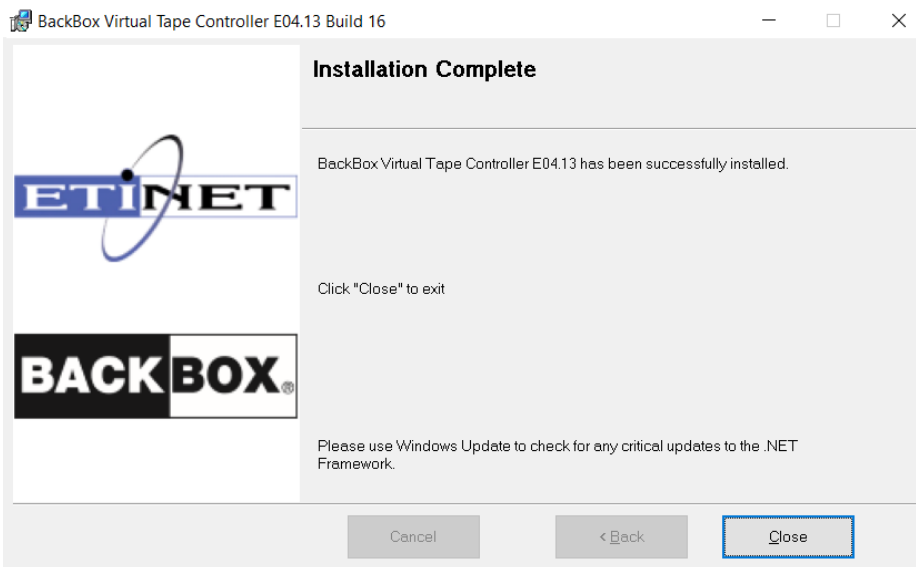 BackBox Virtual Tape Controller E04.13 Build 16
Installation Complete
BackBox Virtual Tape Controller E04.13 has been successfully installed.
ETINET
Click "Close" to exit
BACKBOX®
Please use Windows Update to check for any critical updates to the .NET
Framework.
Cancel
< Back
Close